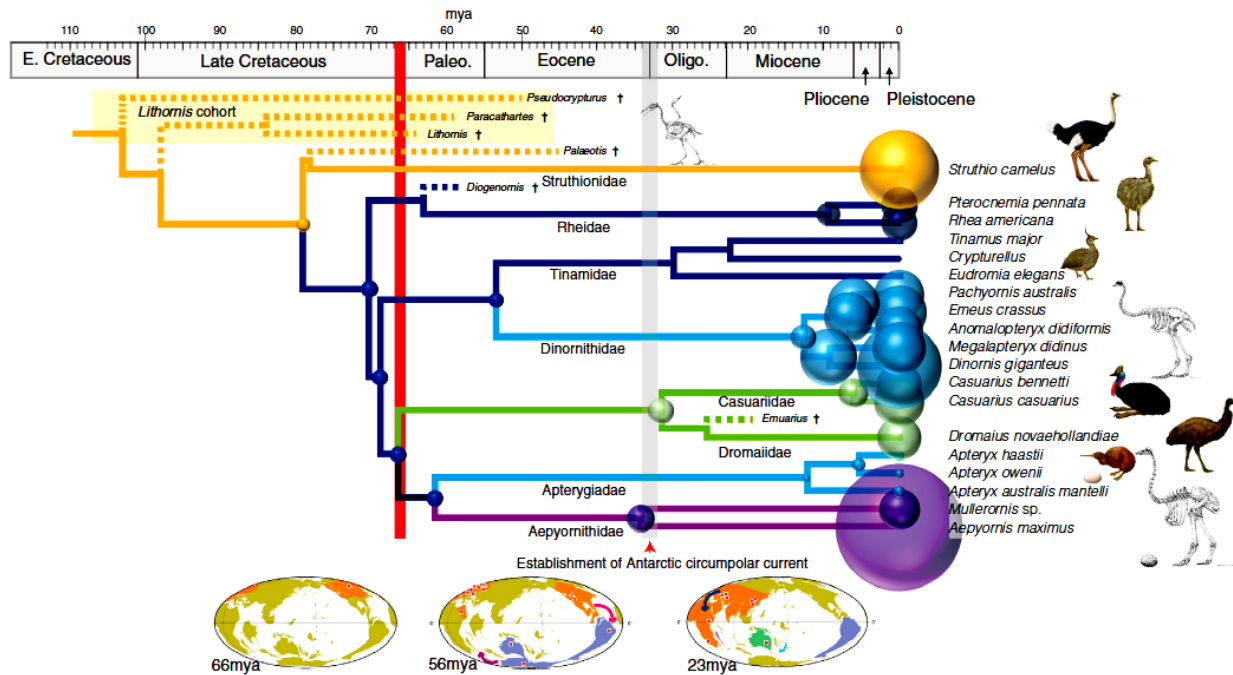 mya
110 100 90 80 70 60 50 40 30 20 10 0
E. Cretaceous Late Cretaceous Paleo. Eocene Oligo. Miocene
Pliocene Pleistocene
Pseudocrypturus †
Lithornis cohort
Paracathartes †
Lithornis †
Palæotis †
Struthionidae
Struthio camelus
Diogenornis †
Rheidae
Pterocnemia pennata
Rhea americana
Tinamus major
Tinamidae
Crypturellus
Eudromia elegans
Pachyornis australis
Emeus crassus
Anomalopteryx didiformis
Dinornithidae
Megalapteryx didinus
Dinornis giganteus
Casuarius bennetti
Casuariidae
Casuarius casuarius
Emuarius †
Dromaiidae
Dromaius novaehollandiae
Apteryx haastii
Apteryx owenii
Apterygiadae
Apteryx australis mantelli
Mullerornis sp.
Aepyornithidae
Aepyornis maximus
Establishment of Antarctic circumpolar current
66mya
56mya
23mya